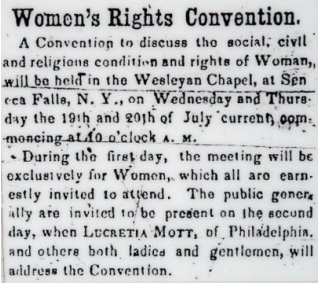 Women's Rights Convention.
A Convention to discuss the social, civil
and religious condition and rights of Woman,
will be held in the Wesleyan Chapel, at Sen
eca Falls, N. Y., on Wednesday and Thurs-
day the 19th and 20th of July current, com-
mencing at 10 o'clock A. M.
During the first day, the meeting will be
exclusively for Women, which all are earn-
estly invited to attend. The public gener-
ally are invited to be present on the second
day, when LUCRETIA MOTT, of Philadelphia,
and others both ladies and gentlemen, will
address the Convention.